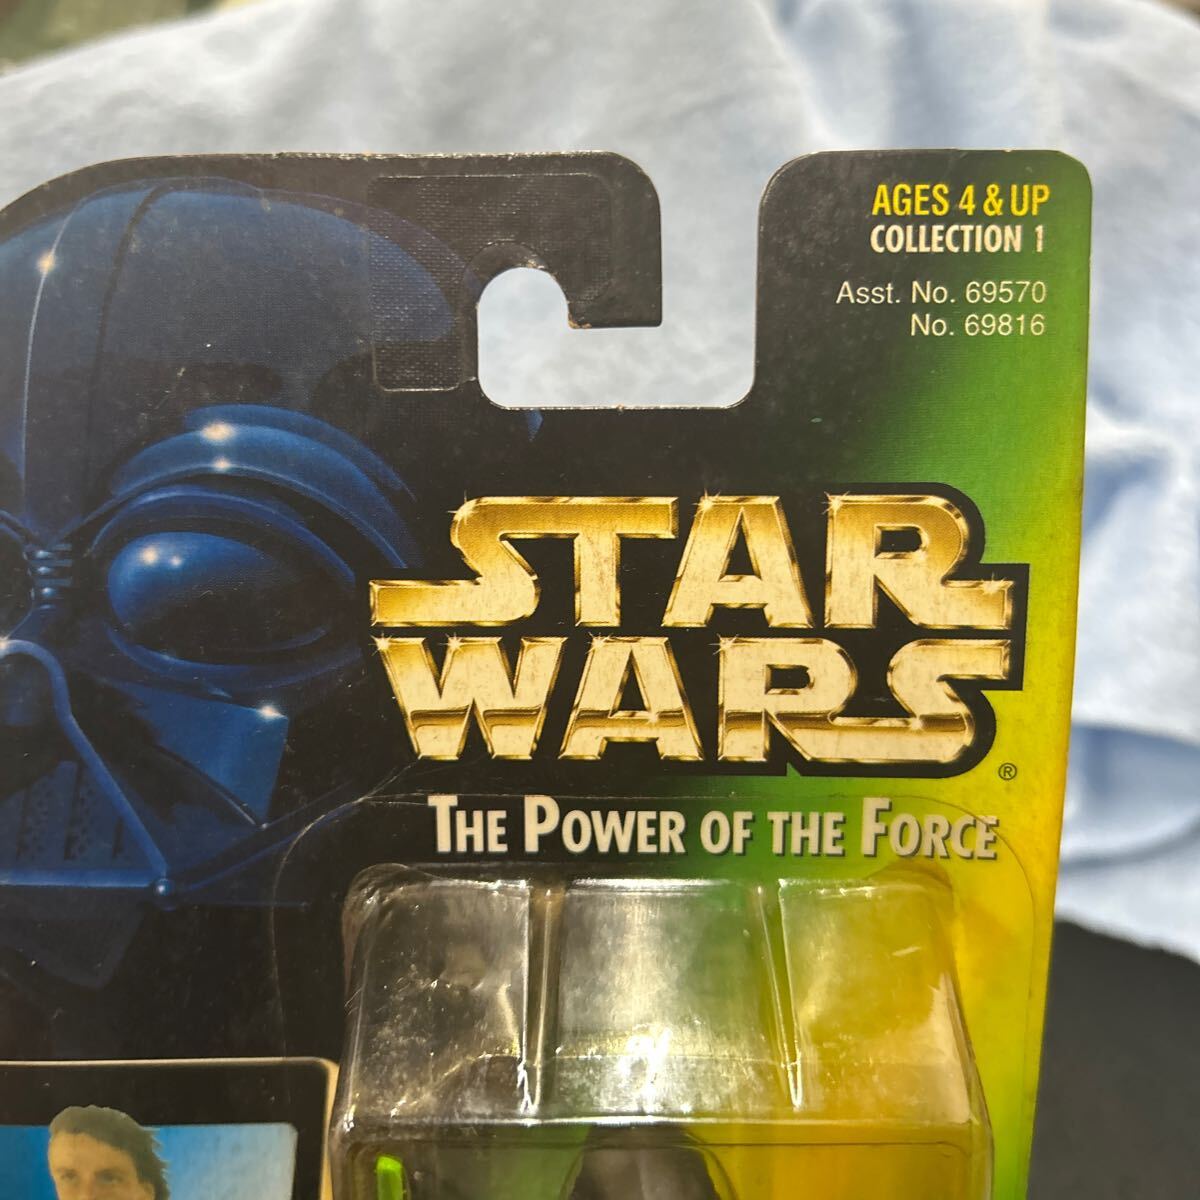 AGES 4 & UP
COLLECTION 1
Asst. No. 69570
No. 69816
STAR
WARS
®
THE POWER OF THE FORCE